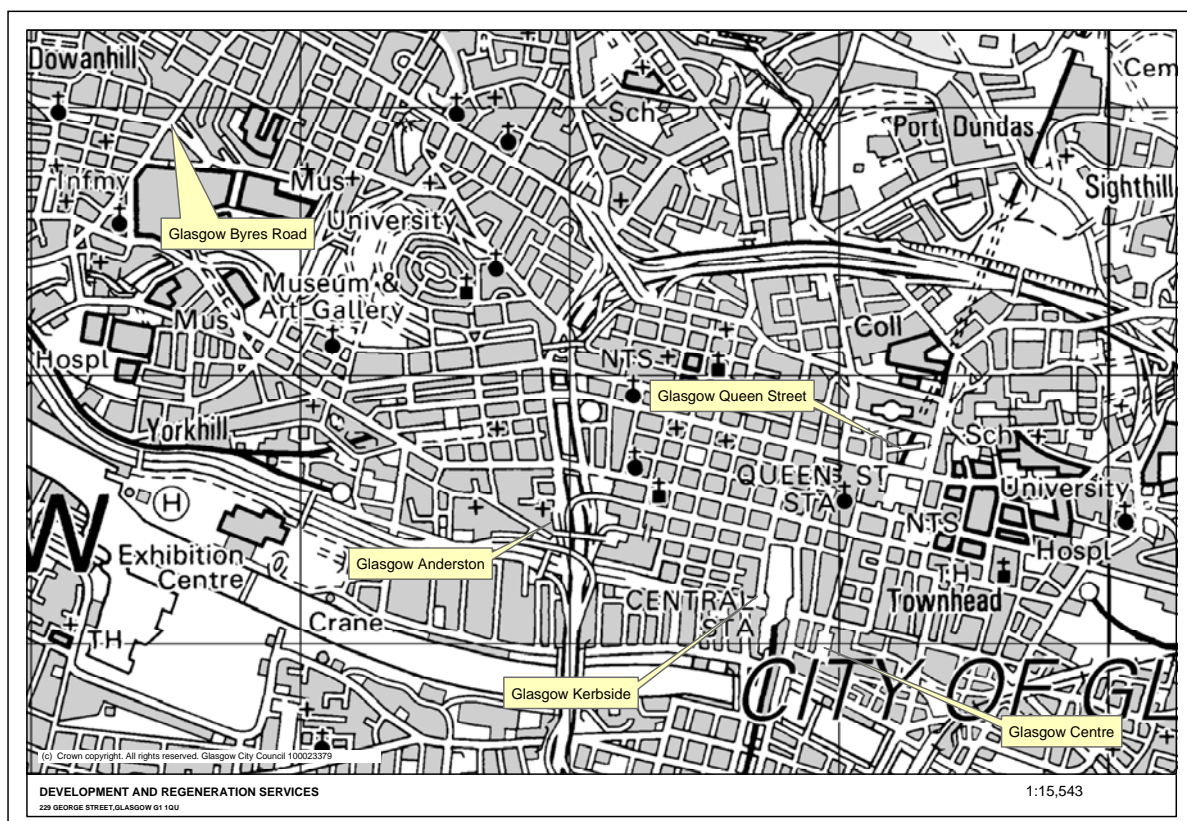 Dowanhill
Cem
Sch
Port Dundas
Infmy
Mus
Sighthill
University
Glasgow Byres Road
Museum &
Art Gallery
Mus
Coll
Hospl
NTS
Glasgow Queen Street
Yorkhill
Sch
QUEEN ST
STA
University
H
W
NTS
Exhibition
Centre
Hospl
Glasgow Anderston
TH
CENTRAL
STA
Townhead
Crane
TH
CITY OF GL
Glasgow Kerbside
Glasgow Centre
(c) Crown copyright. All rights reserved. Glasgow City Council 100023379
DEVELOPMENT AND REGENERATION SERVICES
1:15,543
229 GEORGE STREET,GLASGOW G1 1QU